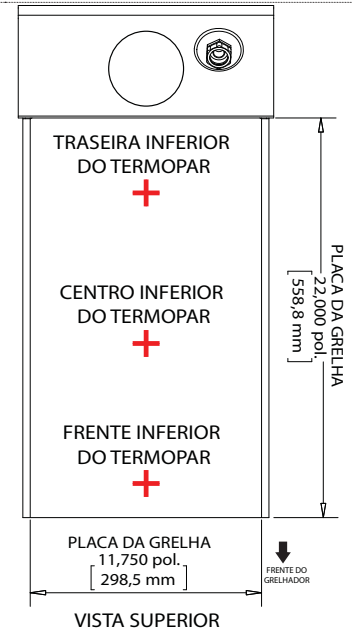 TRASEIRA INFERIOR
DO TERMOPAR
CENTRO INFERIOR
DO TERMOPAR
FRENTE INFERIOR
DO TERMOPAR
PLACA DA GRELHA
22,000 pol.
[558,8 mm]
PLACA DA GRELHA
11,750 pol.
[298,5 mm]
FRENTE DO
GRELHADOR
VISTA SUPERIOR